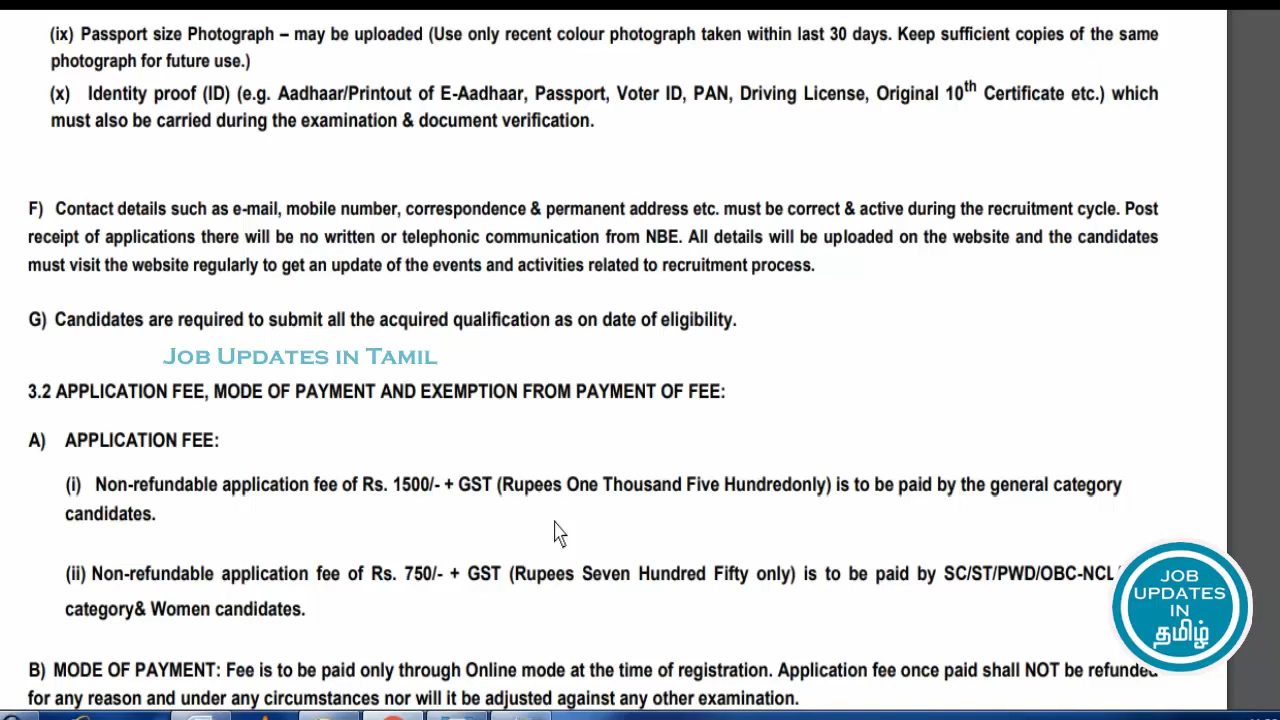 (ix) Passport size Photograph – may be uploaded (Use only recent colour photograph taken within last 30 days. Keep sufficient copies of the same
photograph for future use.)
(x) Identity proof (ID) (e.g. Aadhaar/Printout of E-Aadhaar, Passport, Voter ID, PAN, Driving License, Original 10th Certificate etc.) which
must also be carried during the examination & document verification.
F) Contact details such as e-mail, mobile number, correspondence & permanent address etc. must be correct & active during the recruitment cycle. Post
receipt of applications there will be no written or telephonic communication from NBE. All details will be uploaded on the website and the candidates
must visit the website regularly to get an update of the events and activities related to recruitment process.
G) Candidates are required to submit all the acquired qualification as on date of eligibility.
JOB UPDATES IN TAMIL
3.2 APPLICATION FEE, MODE OF PAYMENT AND EXEMPTION FROM PAYMENT OF FEE:
A) APPLICATION FEE:
(i) Non-refundable application fee of Rs. 1500/- + GST (Rupees One Thousand Five Hundredonly) is to be paid by the general category
candidates.
(ii) Non-refundable application fee of Rs. 750/- + GST (Rupees Seven Hundred Fifty only) is to be paid by SC/ST/PWD/OBC-NCL
category& Women candidates.
JOB
UPDATES
IN
தமிழ்
B) MODE OF PAYMENT: Fee is to be paid only through Online mode at the time of registration. Application fee once paid shall NOT be refunded
for any reason and under any circumstances nor will it be adjusted against any other examination.